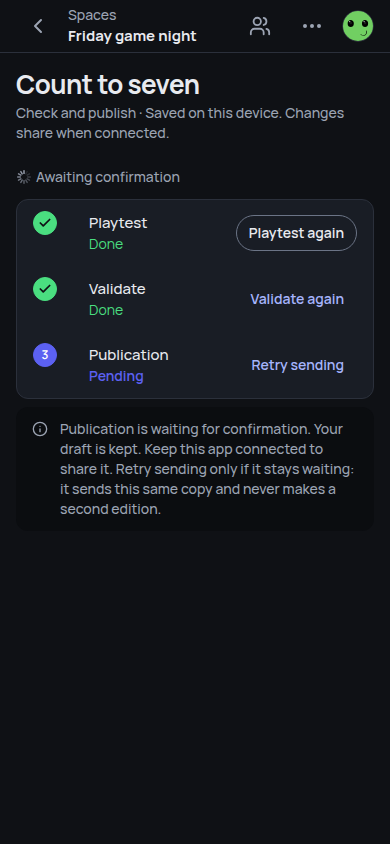 Spaces
Friday game night
Count to seven
Check and publish · Saved on this device. Changes
share when connected.
Awaiting confirmation
Playtest
Done
Playtest again
Validate
Done
Validate again
3
Publication
Pending
Retry sending
Publication is waiting for confirmation. Your
draft is kept. Keep this app connected to
share it. Retry sending only if it stays waiting:
it sends this same copy and never makes a
second edition.